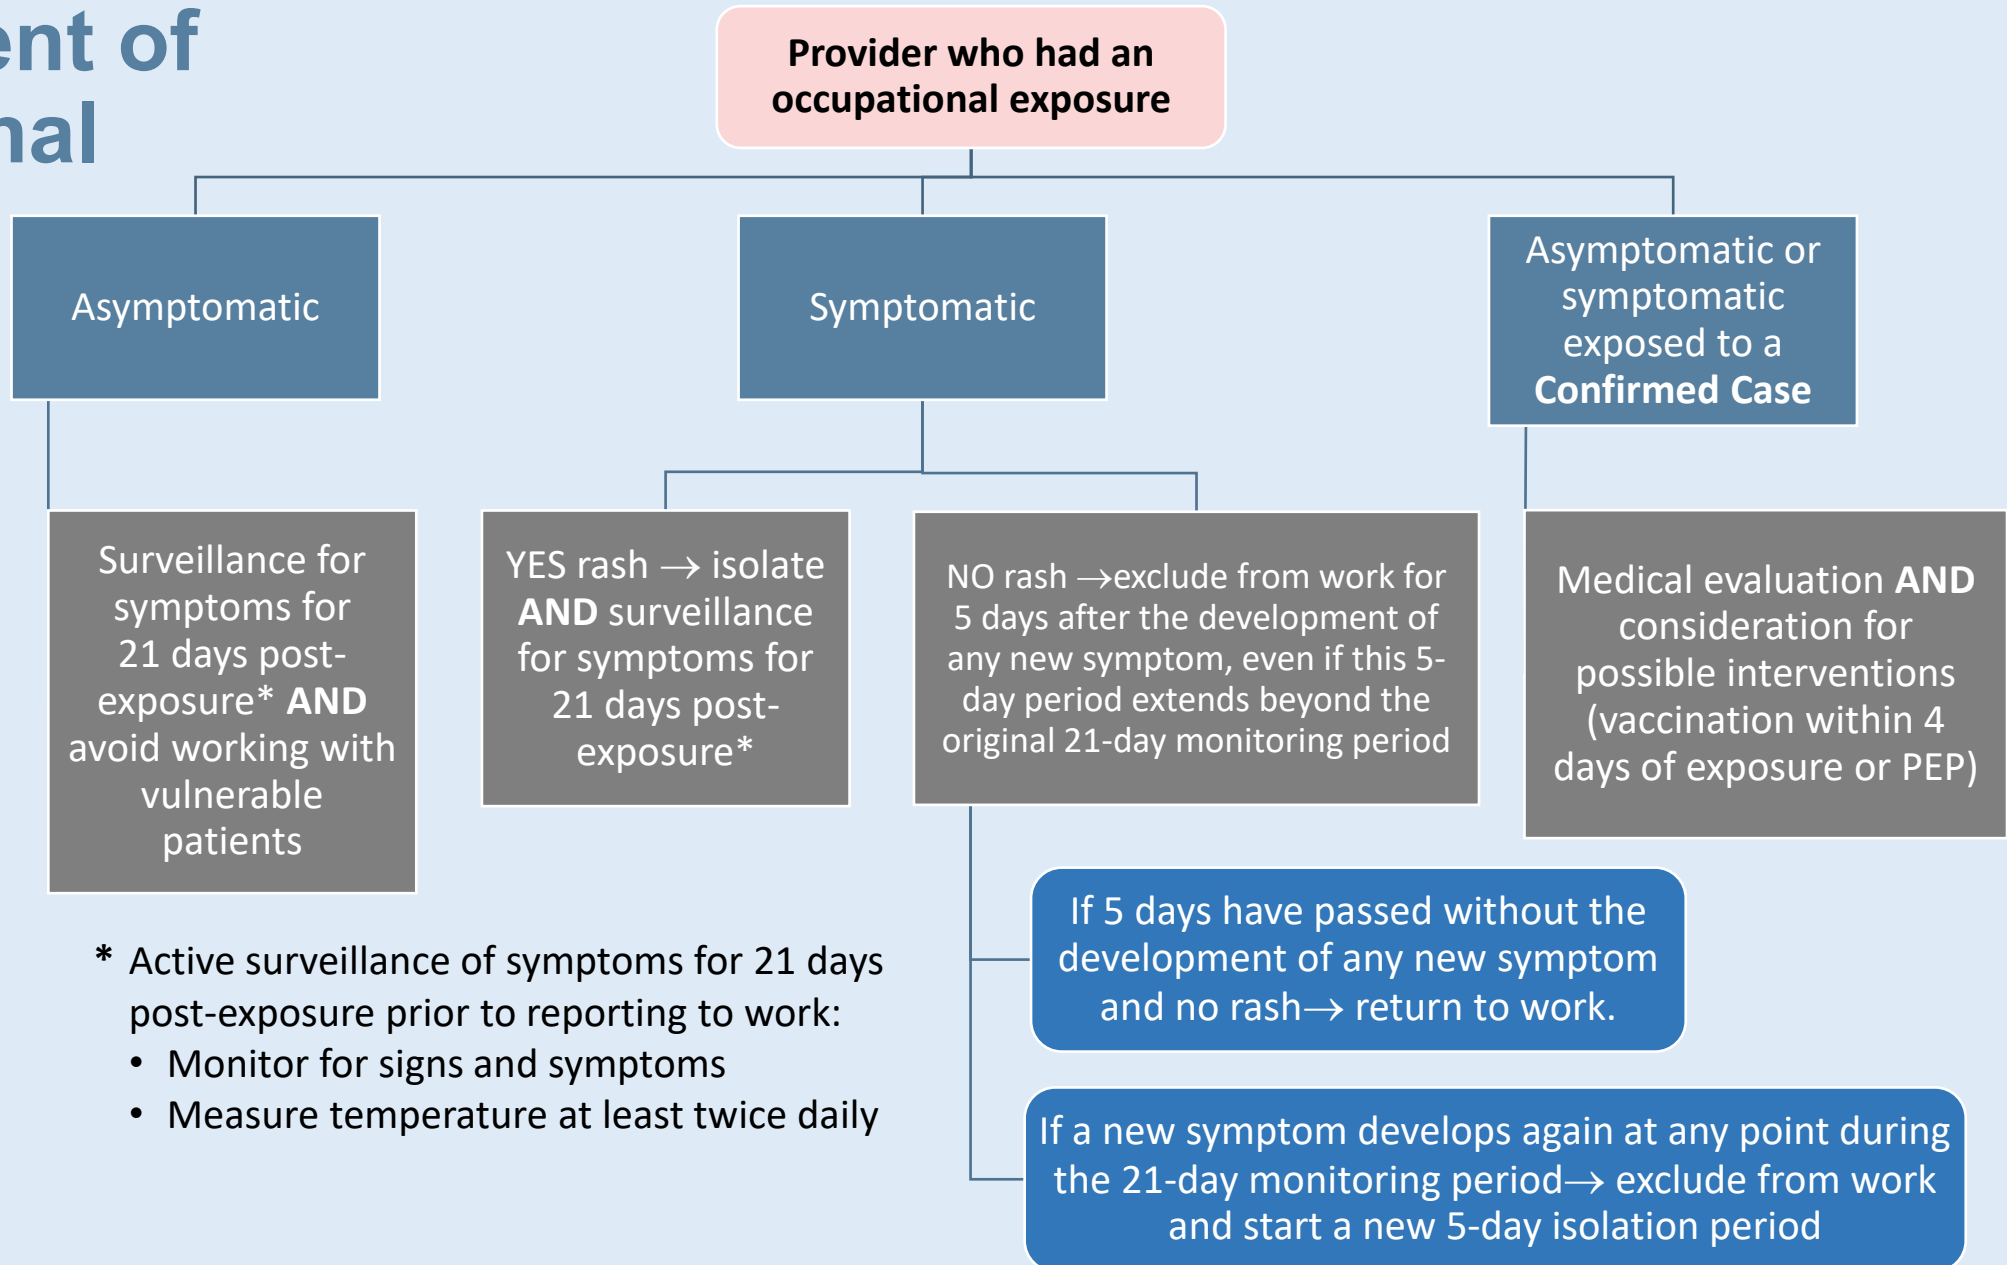 ent of
nal
Provider who had an
occupational exposure
Asymptomatic
Symptomatic
Asymptomatic or
symptomatic
exposed to a
Confirmed Case
Surveillance for
symptoms for
21 days post-
exposure* AND
avoid working with
vulnerable
patients
YES rash → isolate
AND surveillance
for symptoms for
21 days post-
exposure*
NO rash →exclude from work for
5 days after the development of
any new symptom, even if this 5-
day period extends beyond the
original 21-day monitoring period
Medical evaluation AND
consideration for
possible interventions
(vaccination within 4
days of exposure or PEP)
If 5 days have passed without the
development of any new symptom
and no rash→ return to work.
If a new symptom develops again at any point during
the 21-day monitoring period→ exclude from work
and start a new 5-day isolation period
* Active surveillance of symptoms for 21 days
post-exposure prior to reporting to work:
• Monitor for signs and symptoms
• Measure temperature at least twice daily